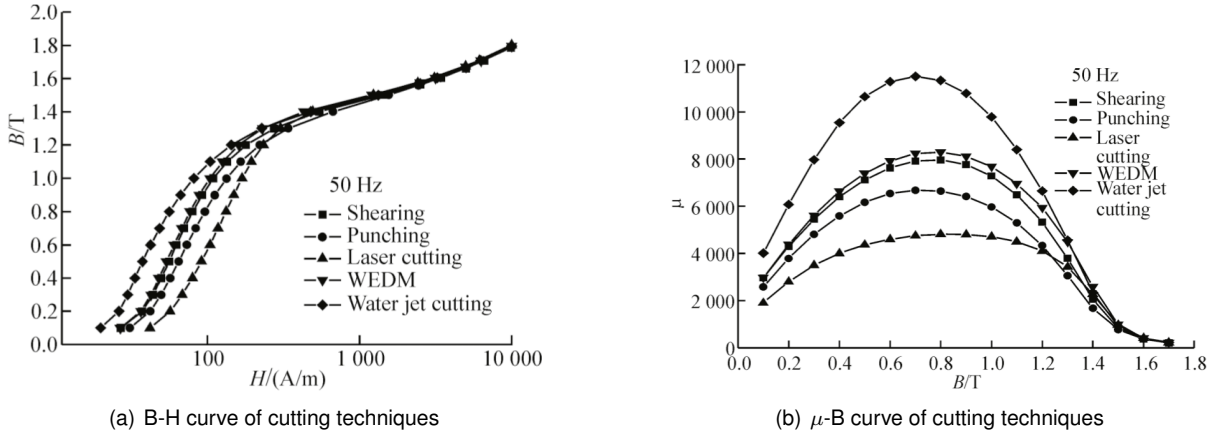 2.0
1.8
1.6
1.4
1.2
1.0
0.8
0.6
0.4
0.2
0.0
B/T
50 Hz
Shearing
Punching
Laser cutting
WEDM
Water jet cutting
100
1 000
10 000
H/(A/m)
(a) B-H curve of cutting techniques
12 000
10 000
8 000
6 000
4 000
2 000
μ
50 Hz
Shearing
Punching
Laser
cutting
WEDM
Water jet
cutting
0.0
0.2
0.4
0.6
0.8
1.0
1.2
1.4
1.6
1.8
B/T
(b) μ-B curve of cutting techniques